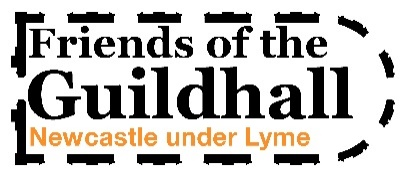 Friends of the
Guildhall
Newcastle under Lyme